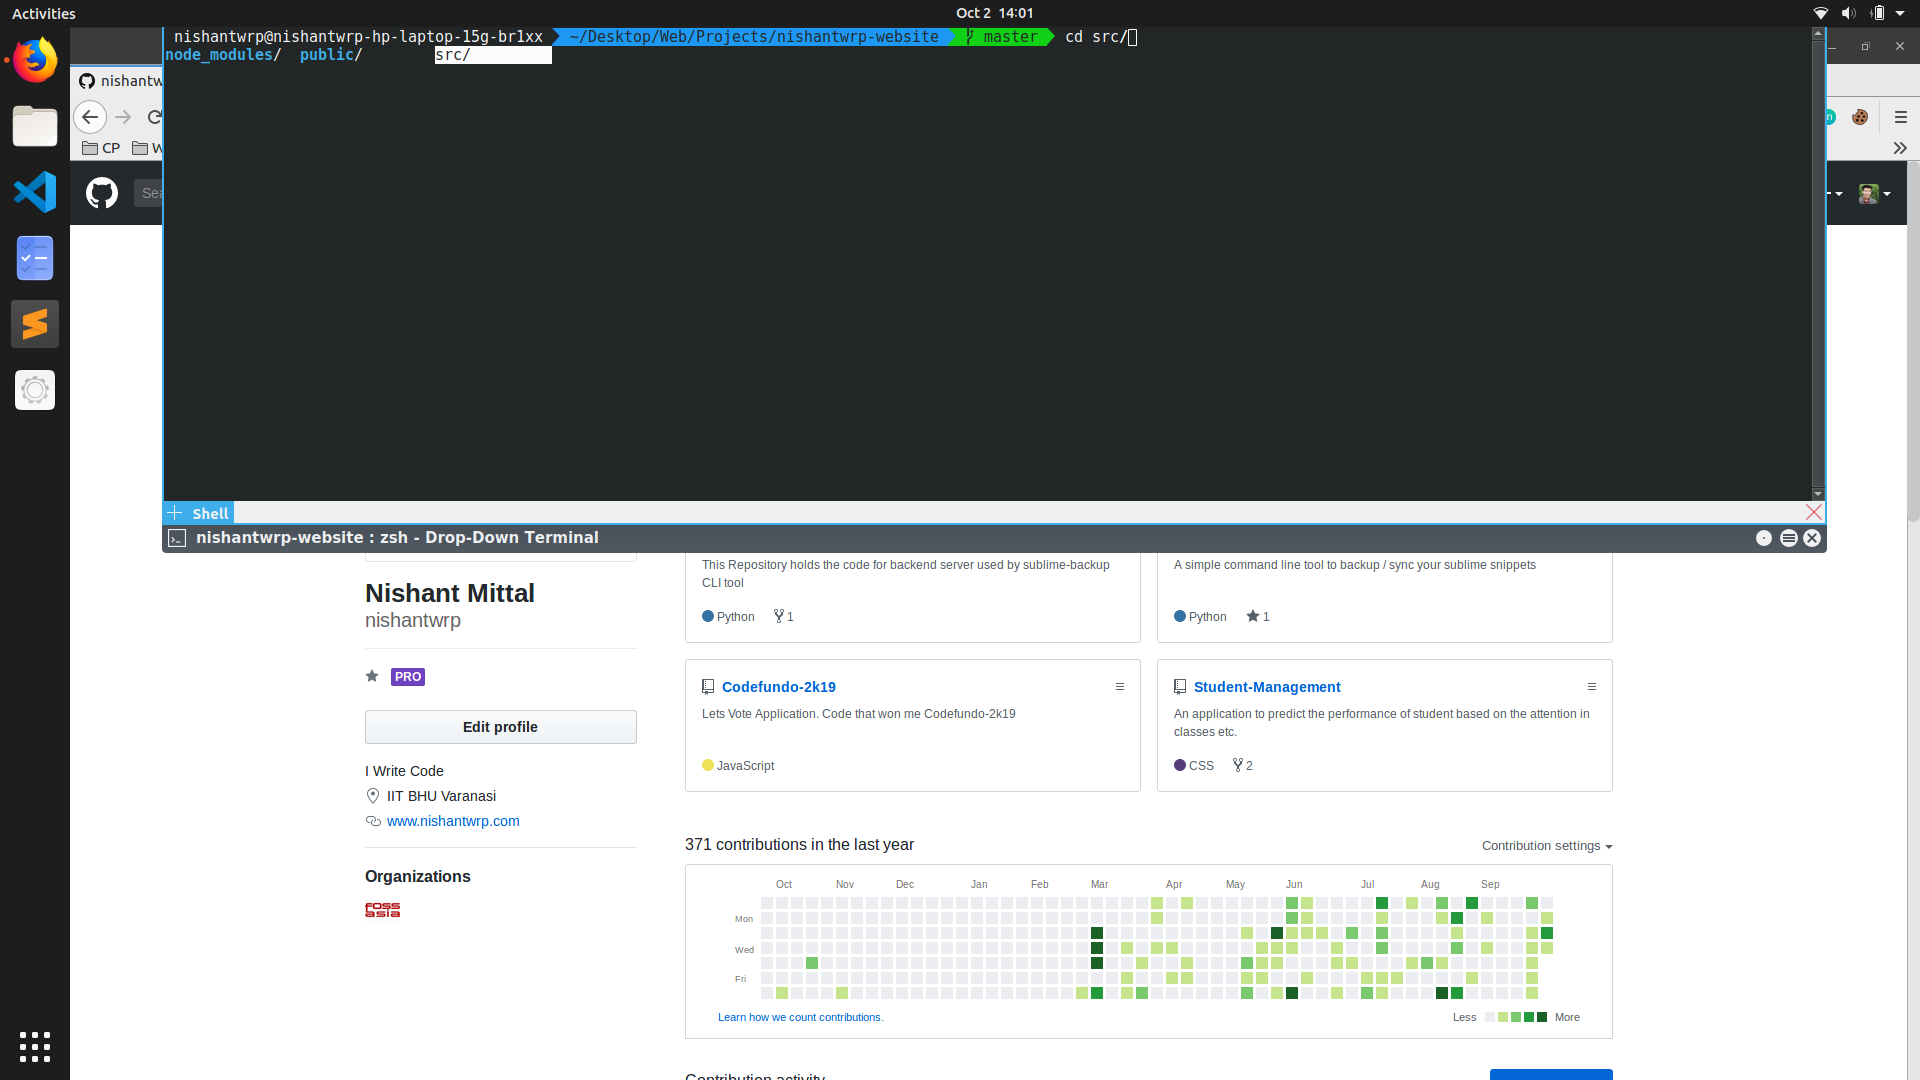 Activities
Oct 2 14:01
nishantwrp@nishantwrp-hp-laptop-15g-br1xx ~/Desktop/Web/Projects/nishantwrp-website master cd src/
node_modules/ public/ src/
nishantw
CP W
Sea
Shell
nishantwrp-website : zsh - Drop-Down Terminal
This Repository holds the code for backend server used by sublime-backup
CLI tool
Python 1
A simple command line tool to backup / sync your sublime snippets
Python 1
Nishant Mittal
nishantwrp
PRO
Edit profile
I Write Code
IIT BHU Varanasi
www.nishantwrp.com
Organizations
FOSS
ASIA
Codefundo-2k19
Lets Vote Application. Code that won me Codefundo-2k19
JavaScript
Student-Management
An application to predict the performance of student based on the attention in
classes etc.
CSS 2
371 contributions in the last year
Contribution settings
Oct Nov Dec Jan Feb Mar Apr May Jun Jul Aug Sep
Mon
Wed
Fri
Learn how we count contributions.
Less More
Contribution activity